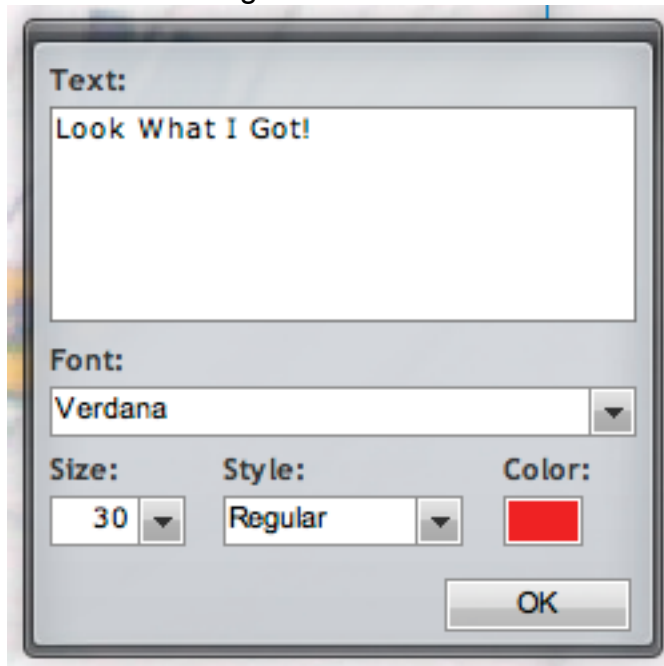 Text:
Look What I Got!
Font:
Verdana
Size: Style: Color:
30 Regular
OK